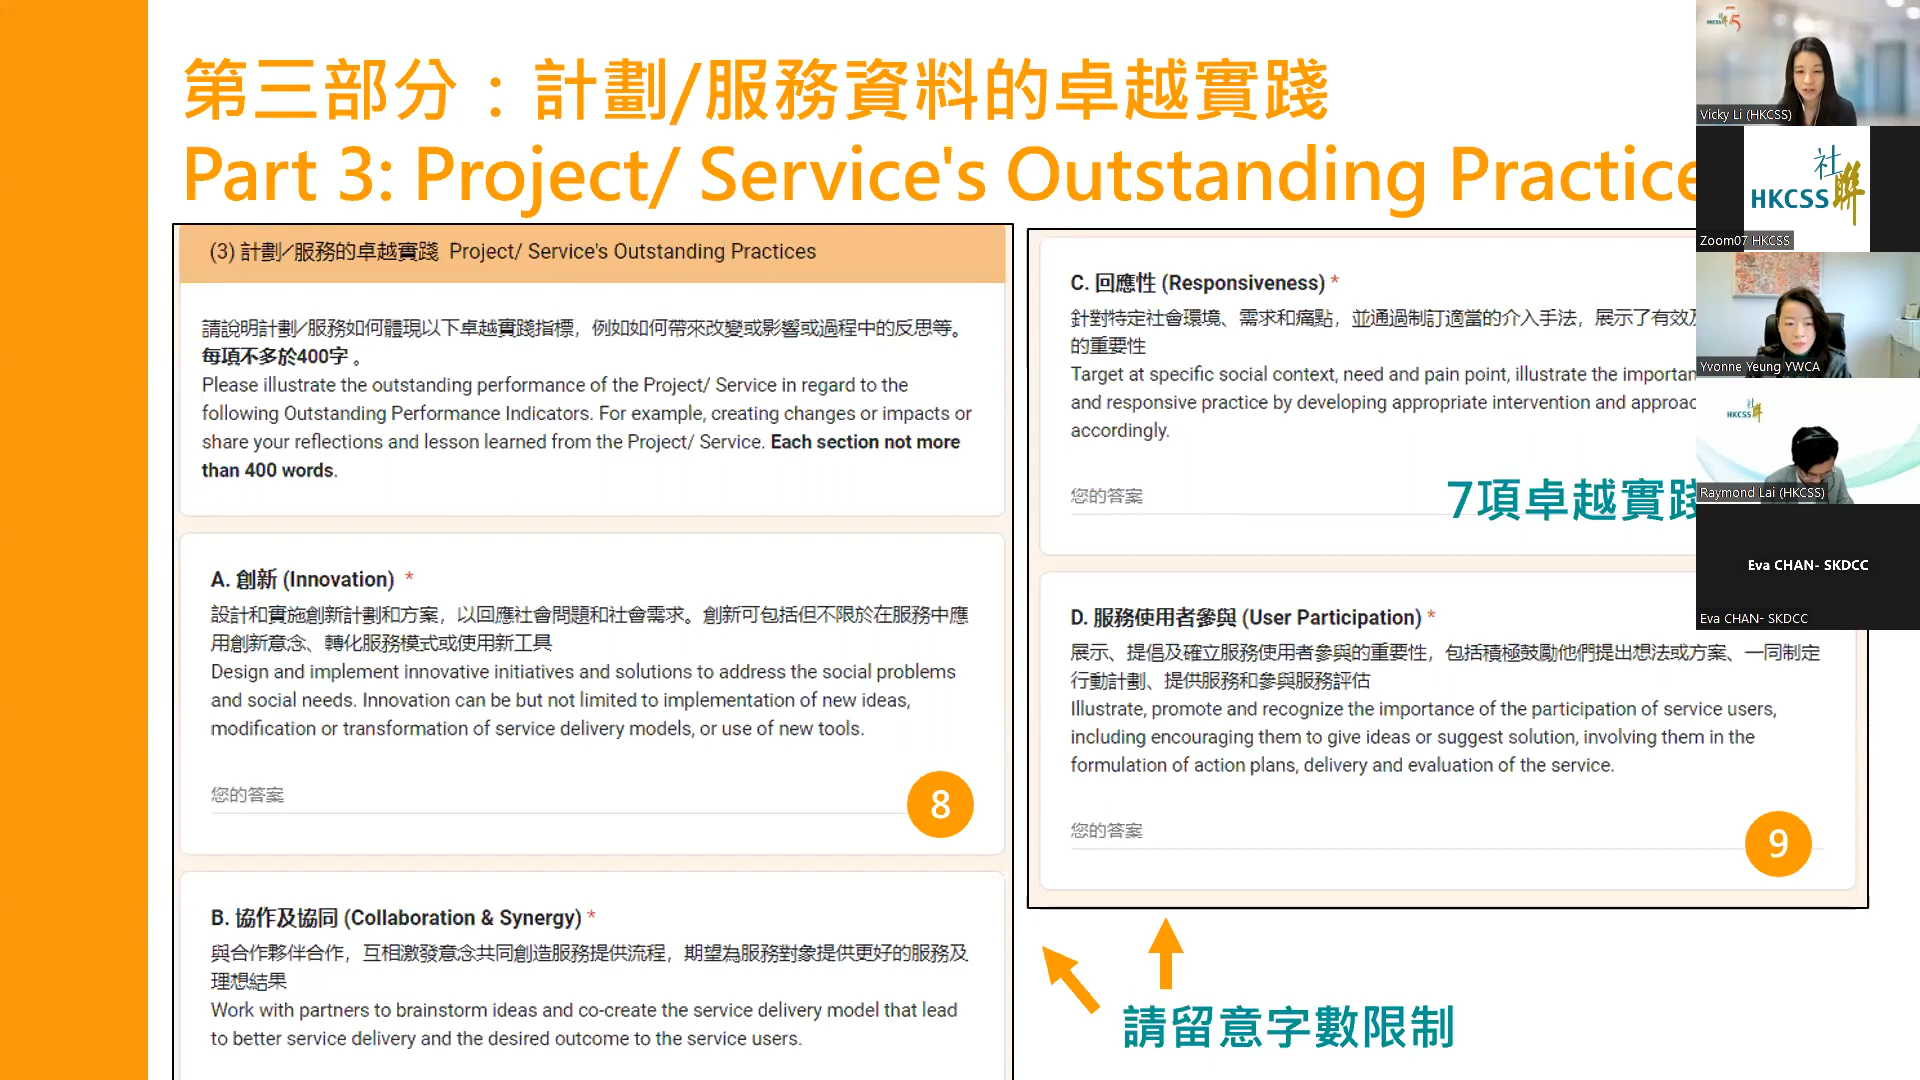 第三部分：計劃/服務資料的卓越實踐
Part 3: Project/ Service's Outstanding Practice
(3) 計劃╱服務的卓越實踐 Project/ Service's Outstanding Practices
請說明計劃╱服務如何體現以下卓越實踐指標，例如如何帶來改變或影響或過程中的反思等。
每項不多於400字 。
Please illustrate the outstanding performance of the Project/ Service in regard to the
following Outstanding Performance Indicators. For example, creating changes or impacts or
share your reflections and lesson learned from the Project/ Service. Each section not more
than 400 words.
A. 創新 (Innovation) *
設計和實施創新計劃和方案，以回應社會問題和社會需求。創新可包括但不限於在服務中應
用創新意念、轉化服務模式或使用新工具
Design and implement innovative initiatives and solutions to address the social problems
and social needs. Innovation can be but not limited to implementation of new ideas,
modification or transformation of service delivery models, or use of new tools.
您的答案
8
B. 協作及協同 (Collaboration & Synergy) *
與合作夥伴合作，互相激發意念共同創造服務提供流程，期望為服務對象提供更好的服務及
理想結果
Work with partners to brainstorm ideas and co-create the service delivery model that lead
to better service delivery and the desired outcome to the service users.
C. 回應性 (Responsiveness) *
針對特定社會環境、需求和痛點，並通過制訂適當的介入手法，展示了有效及
的重要性
Target at specific social context, need and pain point, illustrate the importan
and responsive practice by developing appropriate intervention and approac
accordingly.
您的答案
7項卓越實踐
D. 服務使用者參與 (User Participation) *
展示、提倡及確立服務使用者參與的重要性，包括積極鼓勵他們提出想法或方案、一同制定
行動計劃、提供服務和參與服務評估
Illustrate, promote and recognize the importance of the participation of service users,
including encouraging them to give ideas or suggest solution, involving them in the
formulation of action plans, delivery and evaluation of the service.
您的答案
9
請留意字數限制
Vicky Li (HKCSS)
HKCSS 社聯
Zoom07 HKCSS
Yvonne Yeung YWCA
HKCSS 社聯
Raymond Lai (HKCSS)
Eva CHAN- SKDCC
Eva CHAN- SKDCC